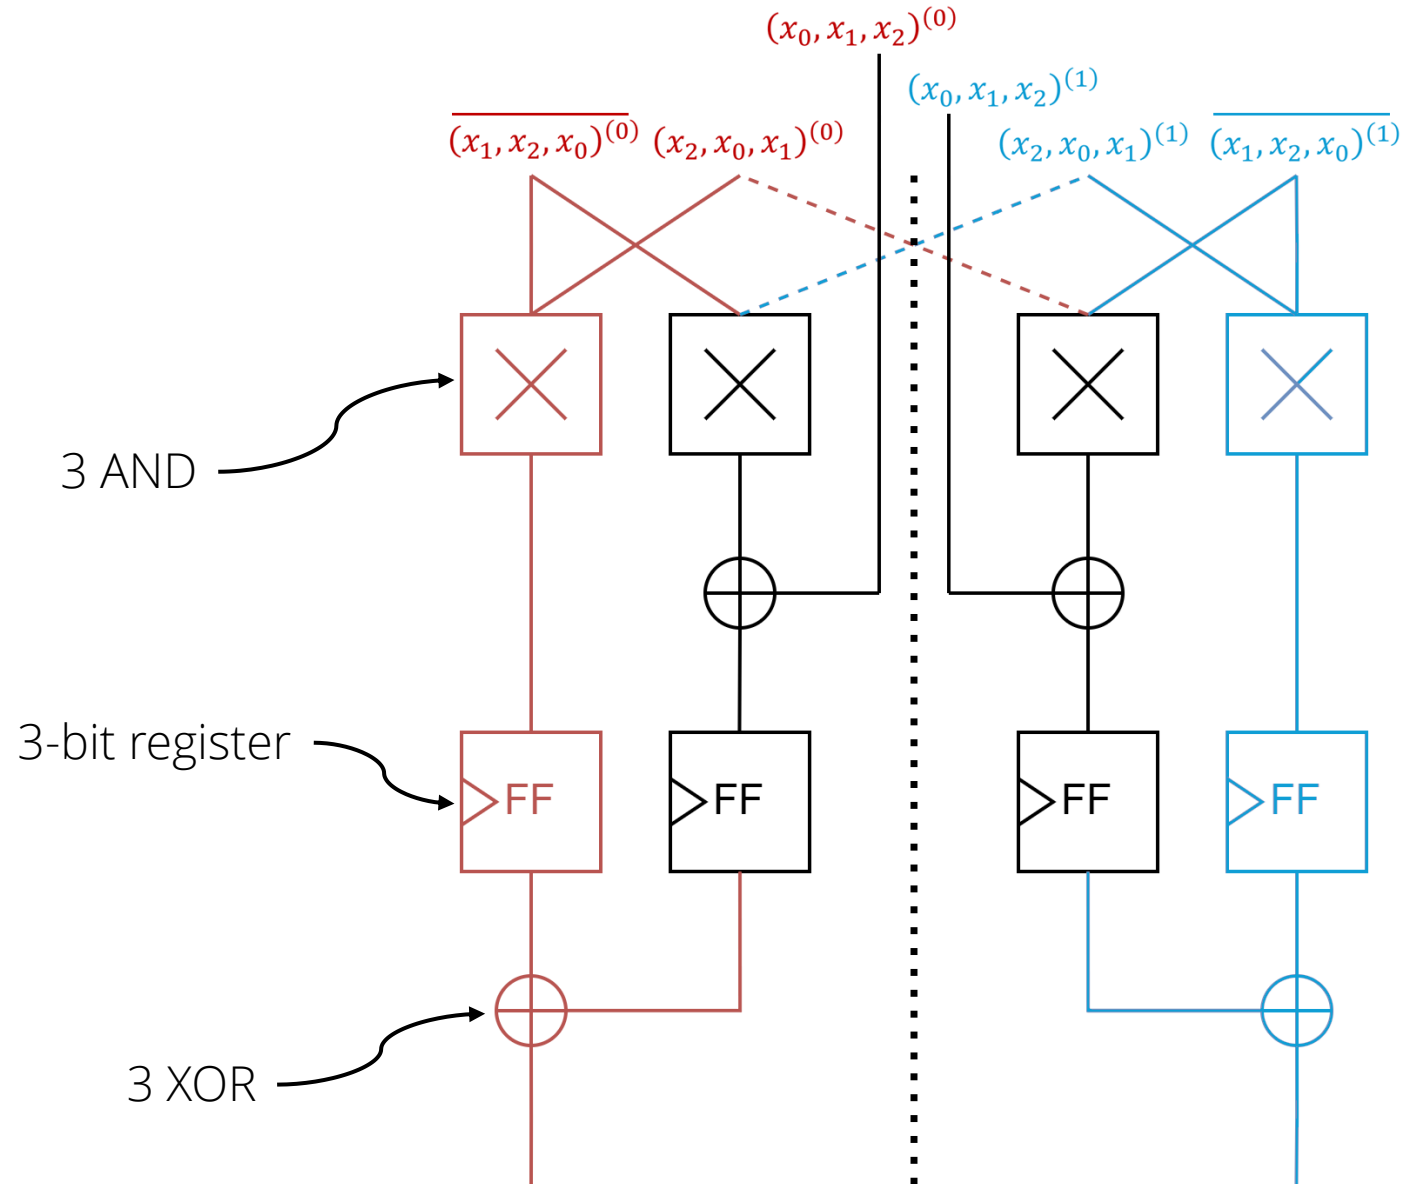 (x₀, x₁, x₂)⁽⁰⁾
(x₀, x₁, x₂)⁽¹⁾
(x₁, x₂, x₀)⁽⁰⁾ (x₂, x₀, x₁)⁽⁰⁾ (x₂, x₀, x₁)⁽¹⁾ (x₁, x₂, x₀)⁽¹⁾
3 AND
3-bit register
FF FF FF FF
3 XOR